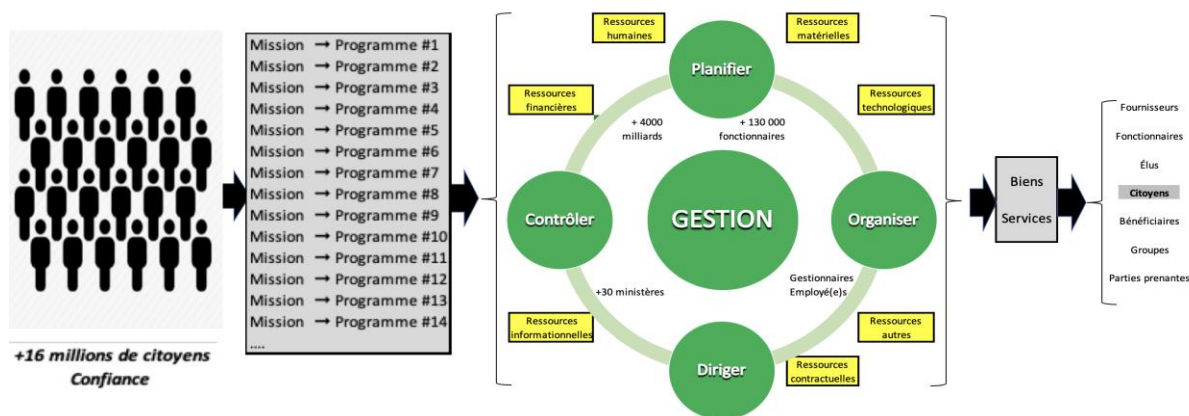 +16 millions de citoyens
Confiance
Mission → Programme #1
Mission → Programme #2
Mission → Programme #3
Mission → Programme #4
Mission → Programme #5
Mission → Programme #6
Mission → Programme #7
Mission → Programme #8
Mission → Programme #9
Mission → Programme #10
Mission → Programme #11
Mission → Programme #12
Mission → Programme #13
Mission → Programme #14
....
Ressources
humaines
Ressources
matérielles
Ressources
financières
Ressources
technologiques
Planifier
+ 4000
milliards
+ 130 000
fonctionnaires
Contrôler
GESTION
Organiser
+30 ministères
Gestionnaires
Employé(e)s
Ressources
informationnelles
Ressources
autres
Diriger
Ressources
contractuelles
Biens
Services
Fournisseurs
Fonctionnaires
Élus
Citoyens
Bénéficiaires
Groupes
Parties prenantes